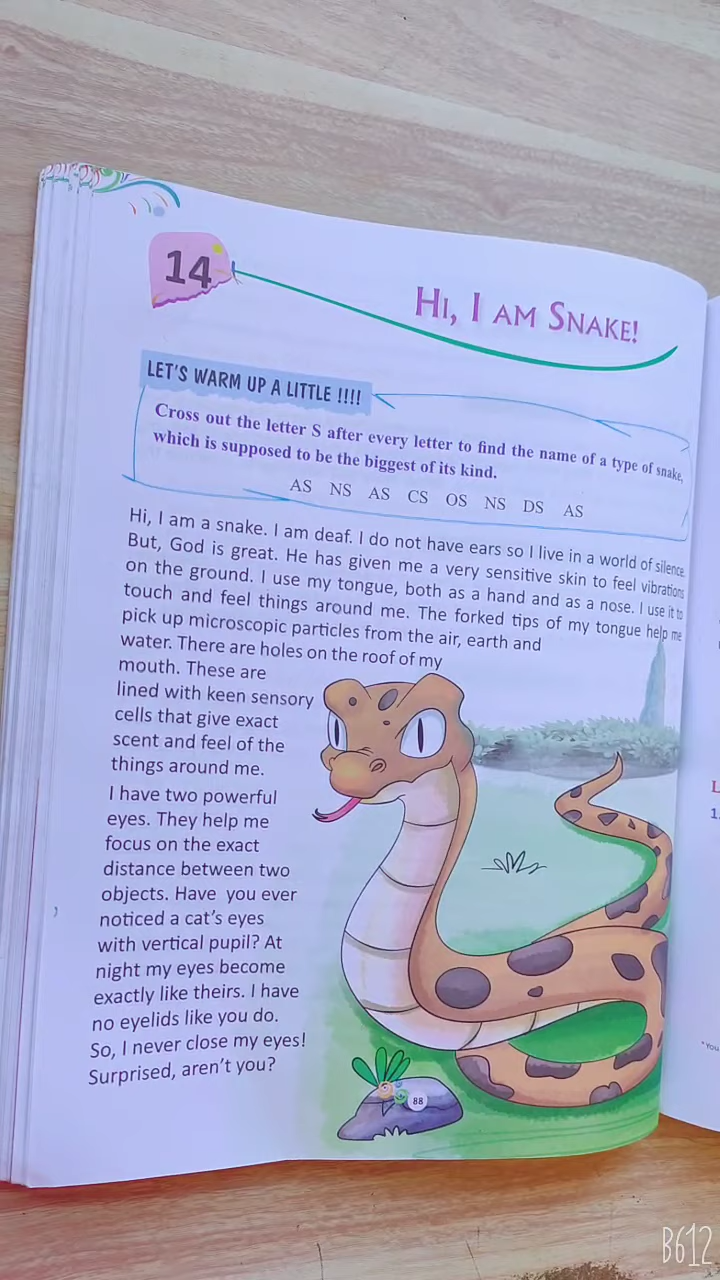 14
HI, I AM SNAKE!
LET'S WARM UP A LITTLE !!!!
Cross out the letter S after every letter to find the name of a type of snake,
which is supposed to be the biggest of its kind.
AS NS AS CS OS NS DS AS
Hi, I am a snake. I am deaf. I do not have ears so I live in a world of silence.
But, God is great. He has given me a very sensitive skin to feel vibrations
on the ground. I use my tongue, both as a hand and as a nose. I use it to
touch and feel things around me. The forked tips of my tongue help me
pick up microscopic particles from the air, earth and
water. There are holes on the roof of my
mouth. These are
lined with keen sensory
cells that give exact
scent and feel of the
things around me.
I have two powerful
eyes. They help me
focus on the exact
distance between two
objects. Have you ever
noticed a cat's eyes
with vertical pupil? At
night my eyes become
exactly like theirs. I have
no eyelids like you do.
So, I never close my eyes!
Surprised, aren't you?
88
L
1.
* You
B612